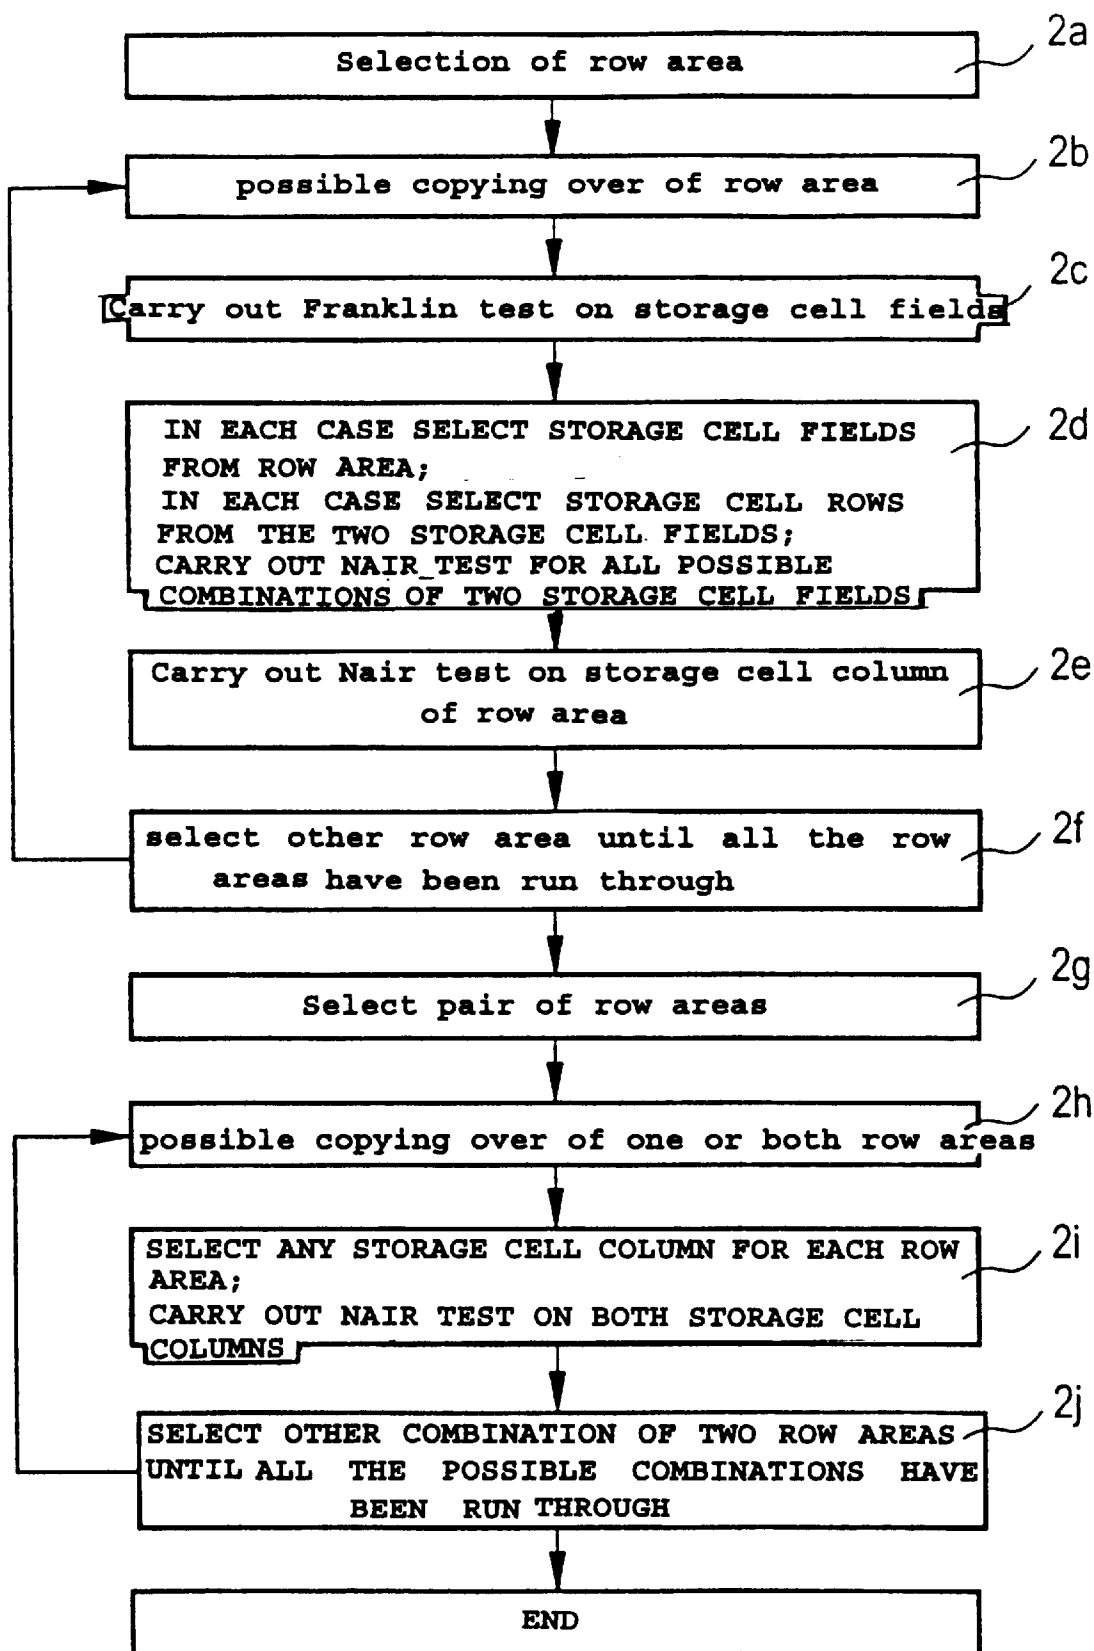 Selection of row area
2a
possible copying over of row area
2b
Carry out Franklin test on storage cell fields
2c
IN EACH CASE SELECT STORAGE CELL FIELDS
FROM ROW AREA;
IN EACH CASE SELECT STORAGE CELL ROWS
FROM THE TWO STORAGE CELL FIELDS;
CARRY OUT NAIR TEST FOR ALL POSSIBLE
COMBINATIONS OF TWO STORAGE CELL FIELDS
2d
Carry out Nair test on storage cell column
of row area
2e
select other row area until all the row
areas have been run through
2f
Select pair of row areas
2g
possible copying over of one or both row areas
2h
SELECT ANY STORAGE CELL COLUMN FOR EACH ROW
AREA;
CARRY OUT NAIR TEST ON BOTH STORAGE CELL
COLUMNS
2i
SELECT OTHER COMBINATION OF TWO ROW AREAS
UNTIL ALL THE POSSIBLE COMBINATIONS HAVE
BEEN RUN THROUGH
2j
END